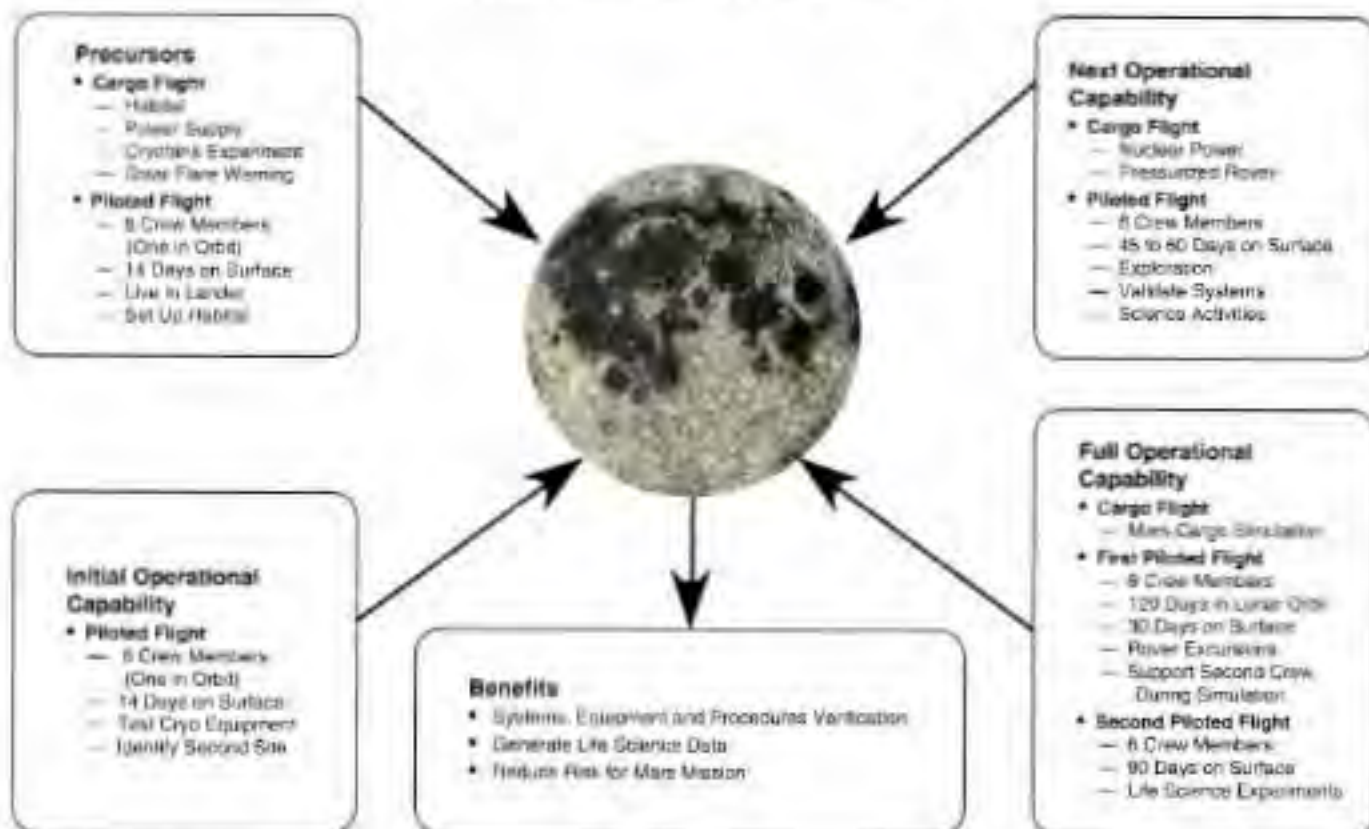 Precursors
• Cargo Flight
— Habitat
— Power Supply
— Experiment
— Solar Flare Warning
• Piloted Flight
— 6 Crew Members
(One in Orbit)
— 14 Days on Surface
— Live in Lander
— Set Up Habitat
Initial Operational
Capability
• Piloted Flight
— 6 Crew Members
(One in Orbit)
— 14 Days on Surface
— Test Cryo Equipment
— Identify Second Site
Benefits
• Systems, Equipment and Procedures Verification
• Generate Life Science Data
• Reduce Risk for Mars Mission
Next Operational
Capability
• Cargo Flight
— Nuclear Power
— Pressurized Rover
• Piloted Flight
— 6 Crew Members
— 45 to 60 Days on Surface
— Exploration
— Validate Systems
— Science Activities
Full Operational
Capability
• Cargo Flight
— Mars Cargo Simulation
• First Piloted Flight
— 6 Crew Members
— 120 Days in Lunar Orbit
— 30 Days on Surface
— Rover Excursions
— Support Second Crew
During Simulation
• Second Piloted Flight
— 6 Crew Members
— 90 Days on Surface
— Life Science Experiments